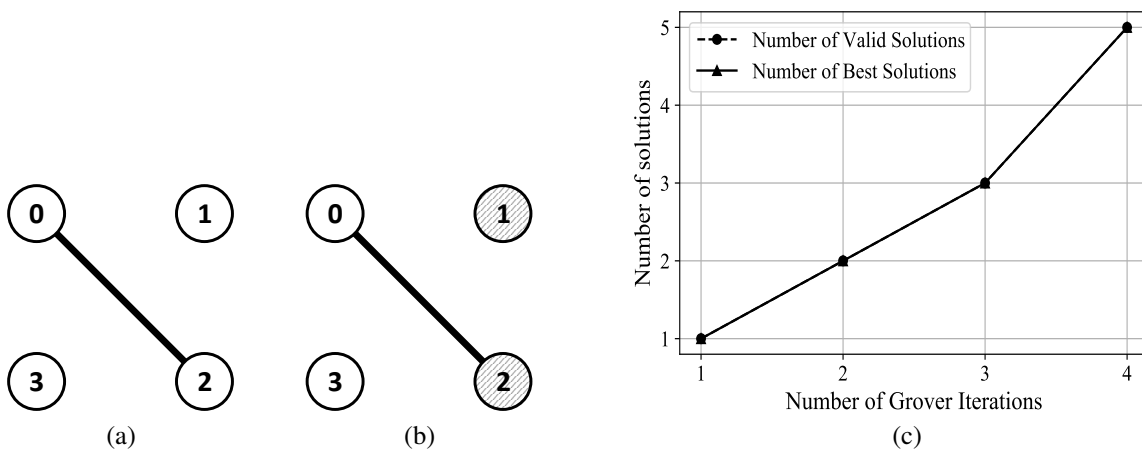 0
1
3
2
(a)
0
1
3
2
(b)
Number of Valid Solutions
Number of Best Solutions
Number of solutions
5
4
3
2
1
1 2 3 4
Number of Grover Iterations
(c)